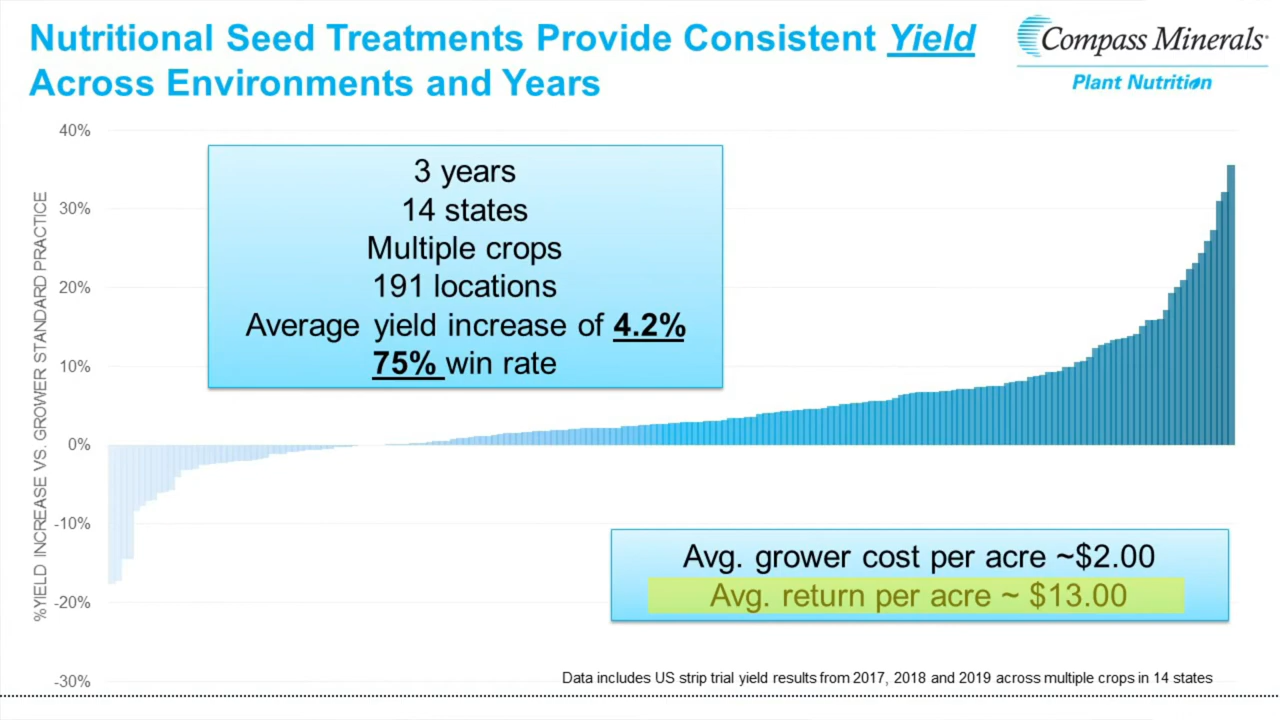 Nutritional Seed Treatments Provide Consistent Yield
Across Environments and Years
Compass Minerals
Plant Nutrition
40%
30%
20%
10%
0%
-10%
-20%
-30%
%YIELD INCREASE VS. GROWER STANDARD PRACTICE
3 years
14 states
Multiple crops
191 locations
Average yield increase of 4.2%
75% win rate
Avg. grower cost per acre ~$2.00
Avg. return per acre ~ $13.00
Data includes US strip trial yield results from 2017, 2018 and 2019 across multiple crops in 14 states